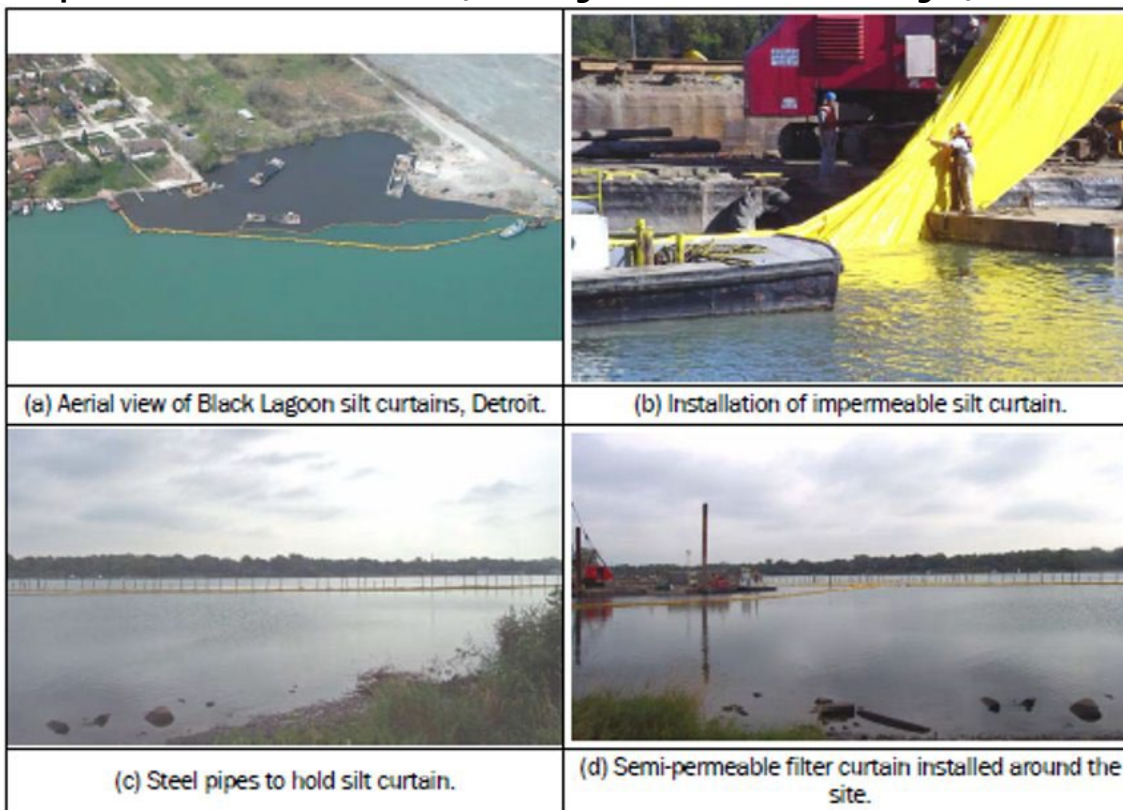 (a) Aerial view of Black Lagoon silt curtains, Detroit.
(b) Installation of impermeable silt curtain.
(c) Steel pipes to hold silt curtain.
(d) Semi-permeable filter curtain installed around the
site.